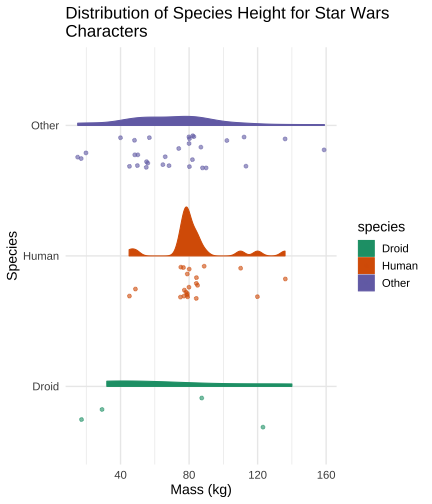 Distribution of Species Height for Star Wars
Characters
Other
Human
Droid
Species
40 80 120 160
Mass (kg)
species
Droid
Human
Other